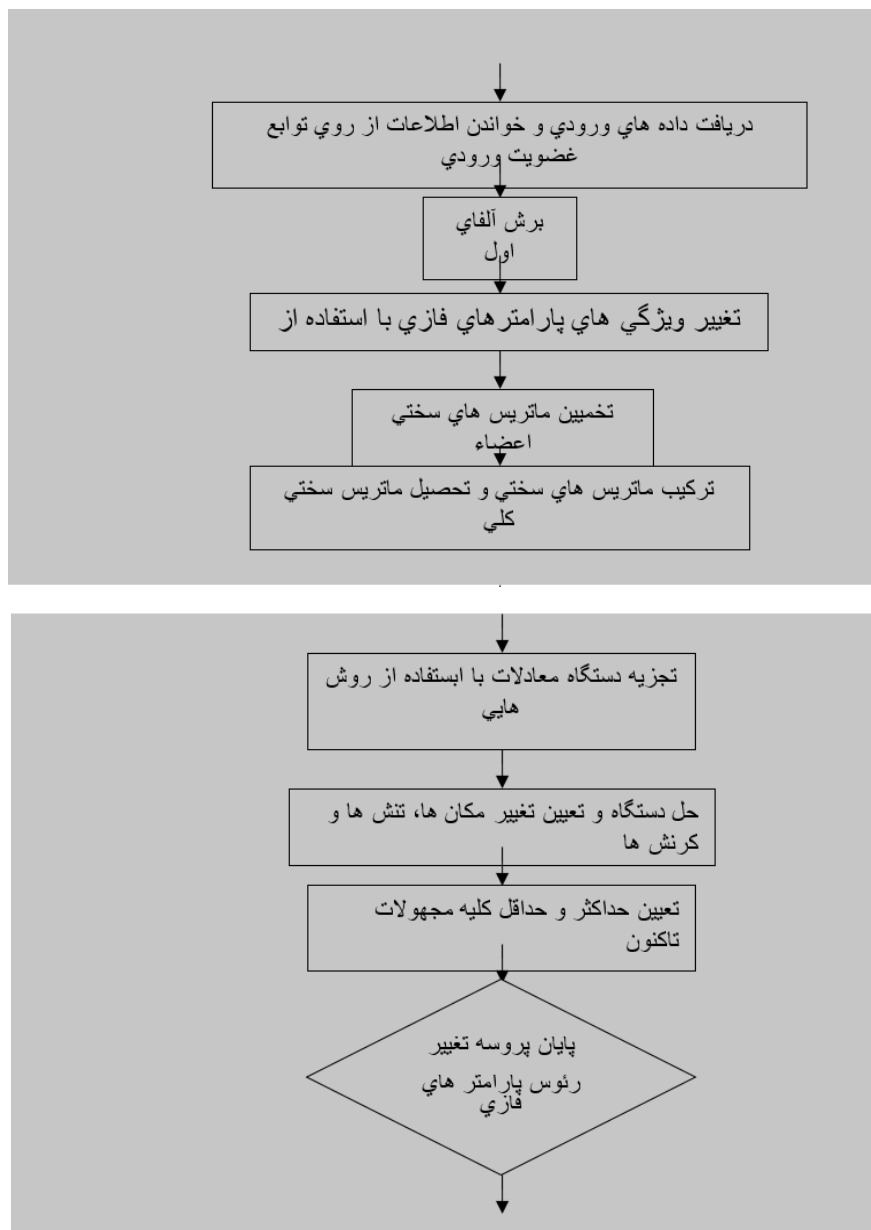 دريافت داده هاي ورودي و خواندن اطلاعات از روي توابع
غضويت ورودي
برش آلفاي
اول
تغيير ويژگي هاي پارامترهاي فازي با استفاده از
تخميين ماتريس هاي سختي
اعضاء
تركيب ماتريس هاي سختي و تحصيل ماتريس سختي
كلي
تجزيه دستگاه معادلات با ابستفاده از روش
هايي
حل دستگاه و تعيين تغيير مكان ها، تنش ها و
كرنش ها
تعيين حداكثر و حداقل كليه مجهولات
تاكنون
پايان پروسه تغيير
رئوس پارامتر هاي
فازي